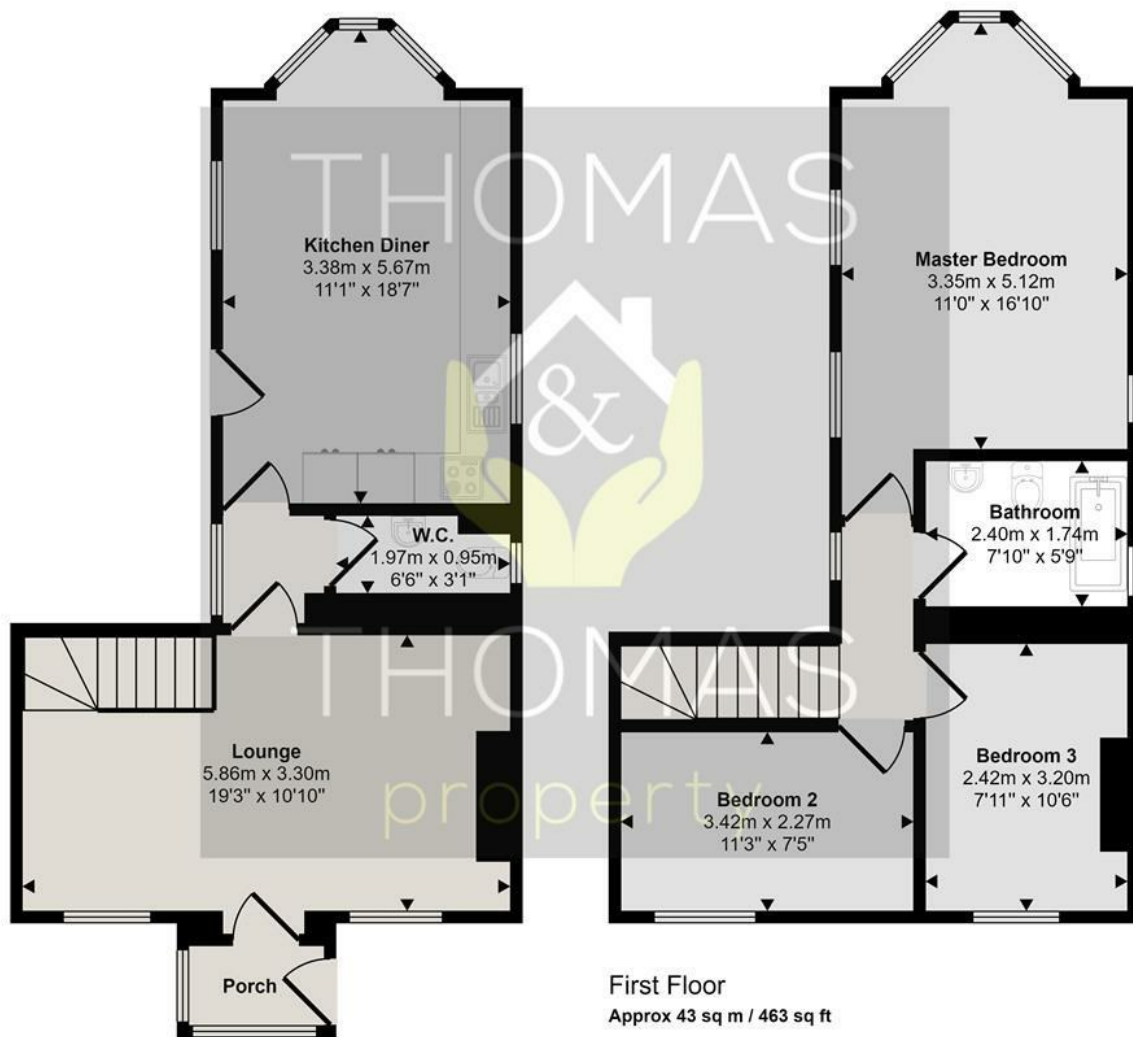 THOMAS
&
THOMAS
property
Kitchen Diner
3.38m x 5.67m
11'1" x 18'7"
W.C.
1.97m x 0.95m
6'6" x 3'1"
Lounge
5.86m x 3.30m
19'3" x 10'10"
Porch
Master Bedroom
3.35m x 5.12m
11'0" x 16'10"
Bathroom
2.40m x 1.74m
7'10" x 5'9"
Bedroom 2
3.42m x 2.27m
11'3" x 7'5"
Bedroom 3
2.42m x 3.20m
7'11" x 10'6"
First Floor
Approx 43 sq m / 463 sq ft